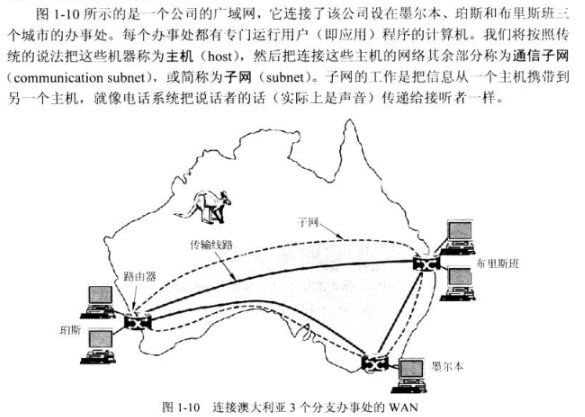 图 1-10 所示的是一个公司的广域网，它连接了该公司设在墨尔本、珀斯和布里斯班三
个城市的办事处。每个办事处都有专门运行用户（即应用）程序的计算机。我们将按照传
统的说法把这些机器称为主机（host），然后把连接这些主机的网络其余部分称为通信子网
（communication subnet），或简称为子网（subnet）。子网的工作是把信息从一个主机携带到
另一个主机，就像电话系统把说话者的话（实际上是声音）传递给接听者一样。
子网
传输线路
布里斯班
路由器
珀斯
墨尔本
图 1-10 连接澳大利亚 3 个分支办事处的 WAN